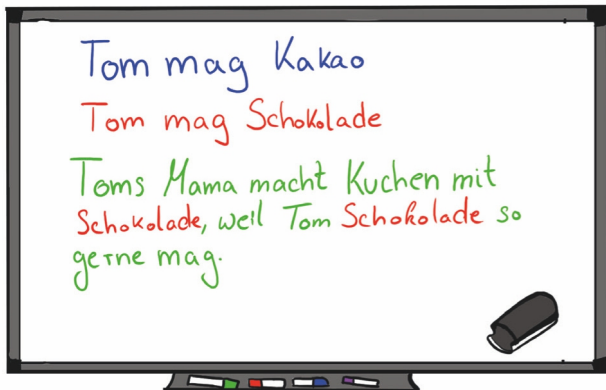 Tom mag Kakao
Tom mag Schokolade
Toms Mama macht Kuchen mit
Schokolade, weil Tom Schokolade so
gerne mag.